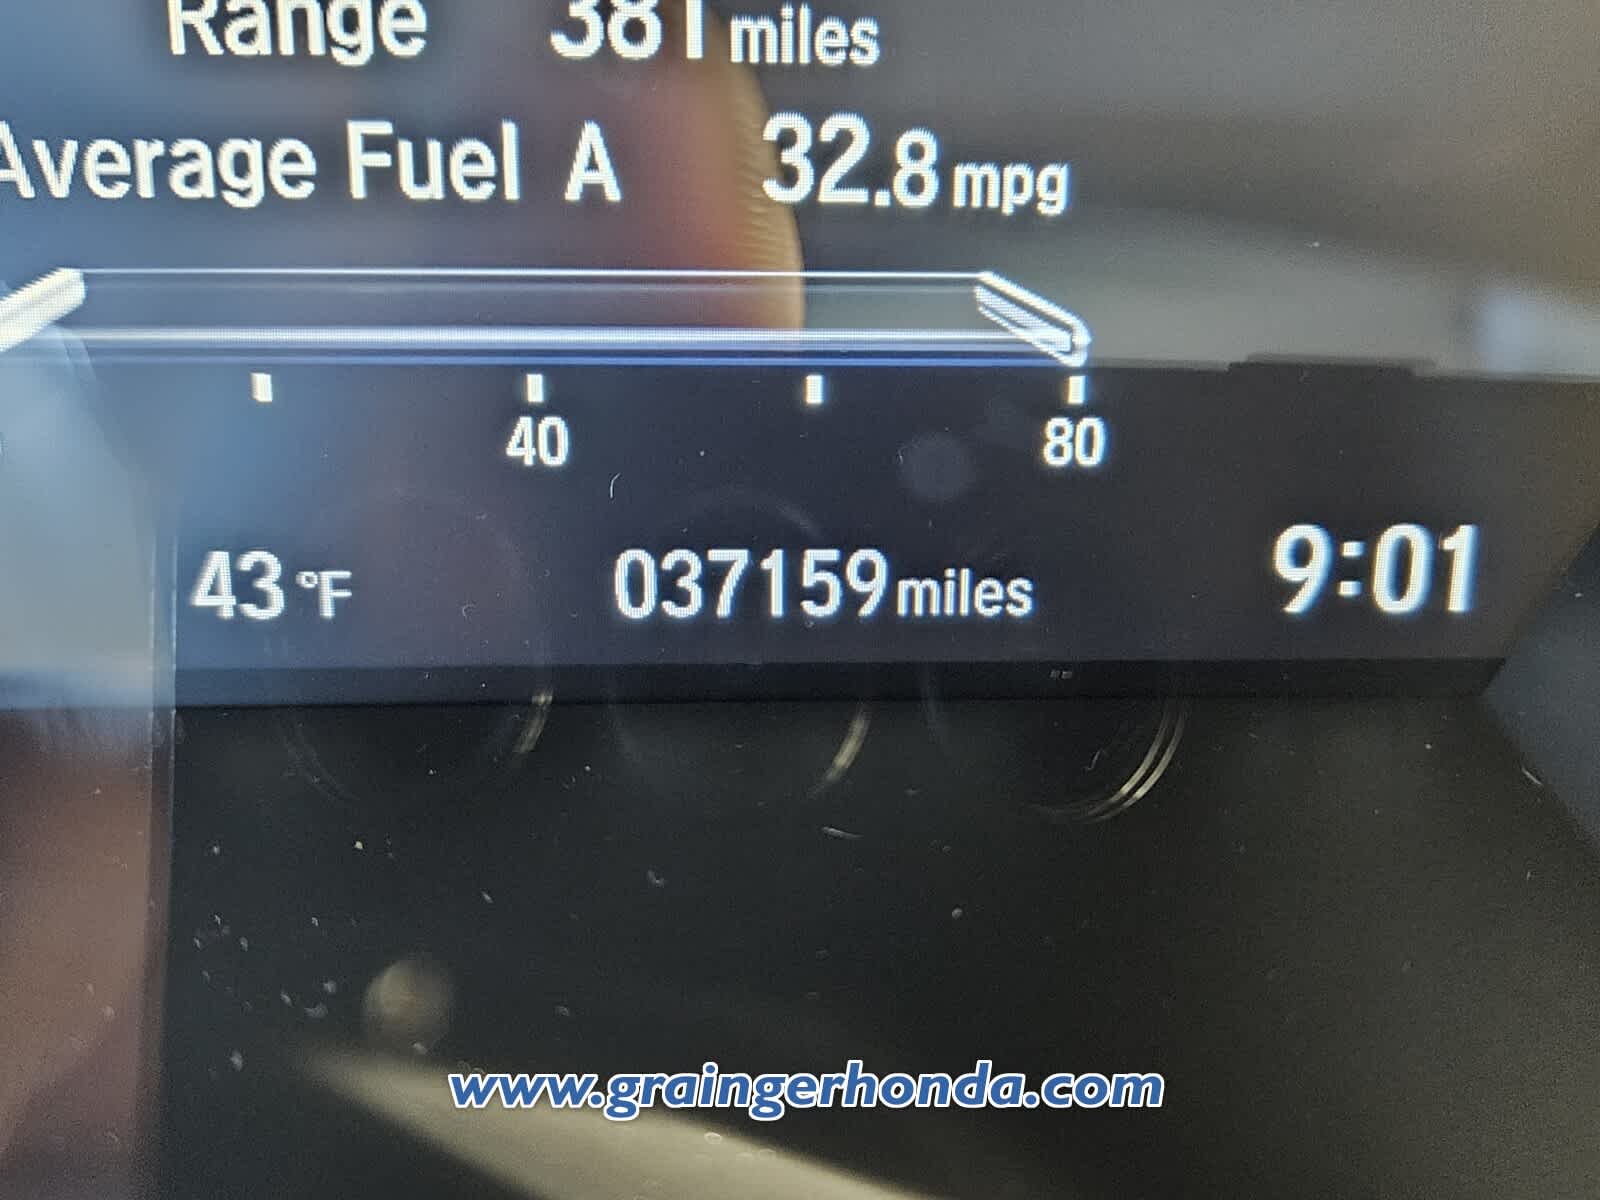 Range 381 miles
Average Fuel A 32.8 mpg
40 80
43 °F 037159 miles 9:01
www.graingerhonda.com